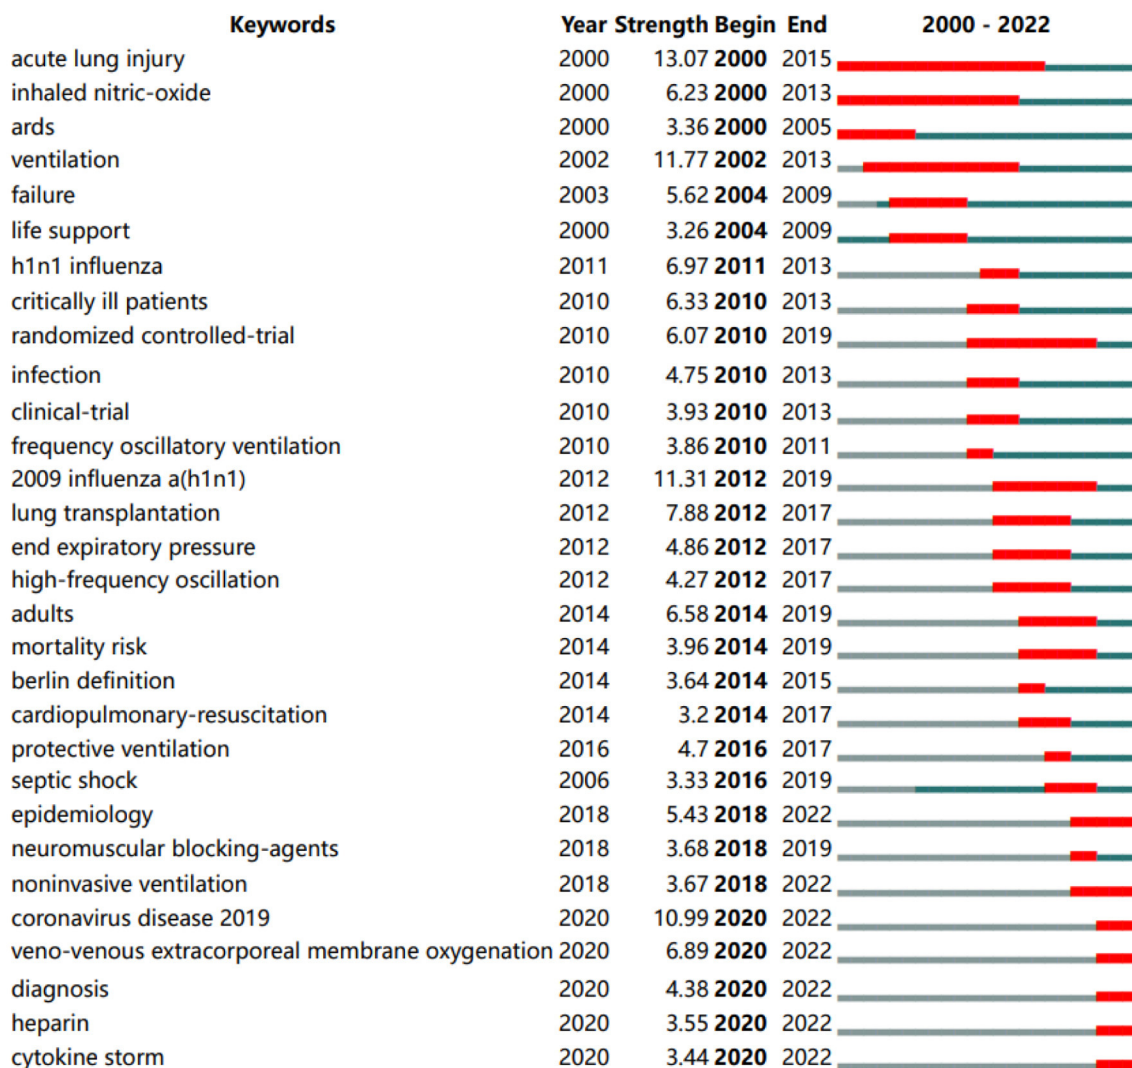 Keywords Year Strength Begin End 2000 - 2022
acute lung injury 2000 13.07 2000 2015
inhaled nitric-oxide 2000 6.23 2000 2013
ards 2000 3.36 2000 2005
ventilation 2002 11.77 2002 2013
failure 2003 5.62 2004 2009
life support 2000 3.26 2004 2009
h1n1 influenza 2011 6.97 2011 2013
critically ill patients 2010 6.33 2010 2013
randomized controlled-trial 2010 6.07 2010 2019
infection 2010 4.75 2010 2013
clinical-trial 2010 3.93 2010 2013
frequency oscillatory ventilation 2010 3.86 2010 2011
2009 influenza a(h1n1) 2012 11.31 2012 2019
lung transplantation 2012 7.88 2012 2017
end expiratory pressure 2012 4.86 2012 2017
high-frequency oscillation 2012 4.27 2012 2017
adults 2014 6.58 2014 2019
mortality risk 2014 3.96 2014 2019
berlin definition 2014 3.64 2014 2015
cardiopulmonary-resuscitation 2014 3.2 2014 2017
protective ventilation 2016 4.7 2016 2017
septic shock 2006 3.33 2016 2019
epidemiology 2018 5.43 2018 2022
neuromuscular blocking-agents 2018 3.68 2018 2019
noninvasive ventilation 2018 3.67 2018 2022
coronavirus disease 2019 2020 10.99 2020 2022
veno-venous extracorporeal membrane oxygenation 2020 6.89 2020 2022
diagnosis 2020 4.38 2020 2022
heparin 2020 3.55 2020 2022
cytokine storm 2020 3.44 2020 2022